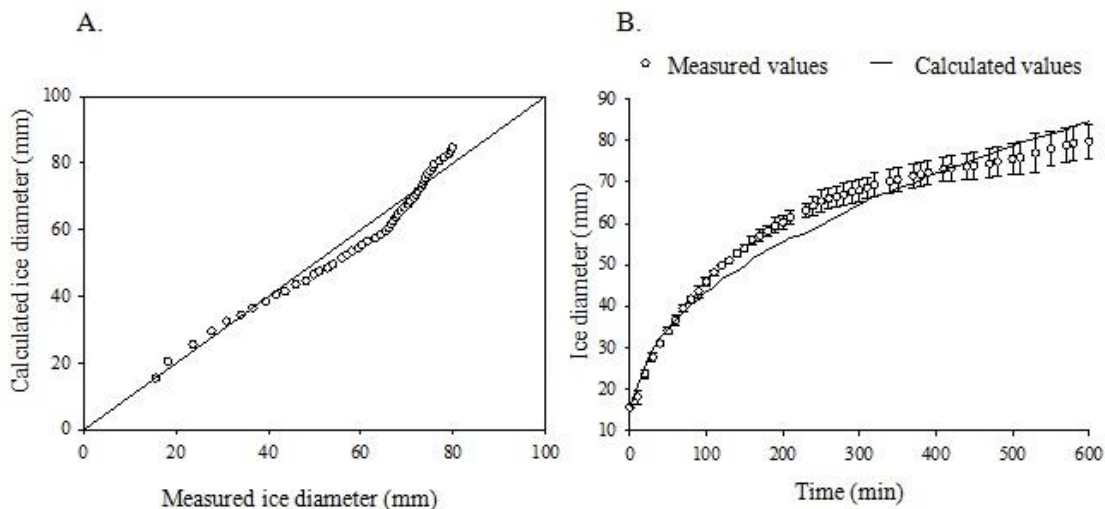 A.
Calculated ice diameter (mm)
100
80
60
40
20
0
0 20 40 60 80 100
Measured ice diameter (mm)
B.
Measured values — Calculated values
Ice diameter (mm)
90
80
70
60
50
40
30
20
10
0 100 200 300 400 500 600
Time (min)